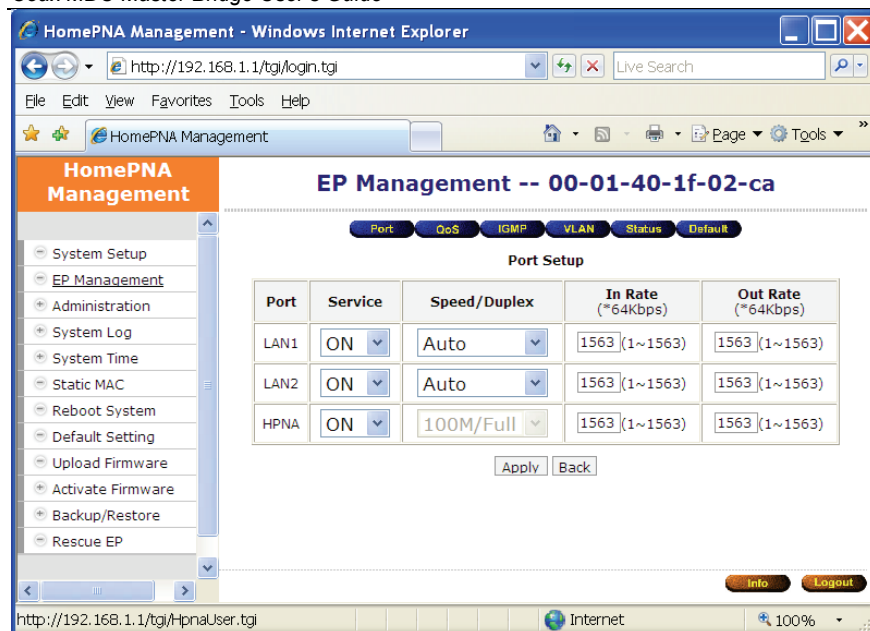 HomePNA Management - Windows Internet Explorer
http://192.168.1.1/tgi/login.tgi
Live Search
File Edit View Favorites Tools Help
HomePNA Management
Page Tools »
HomePNA
Management
System Setup
EP Management
Administration
System Log
System Time
Static MAC
Reboot System
Default Setting
Upload Firmware
Activate Firmware
Backup/Restore
Rescue EP
EP Management -- 00-01-40-1f-02-ca
Port QoS IGMP VLAN Status Default
Port Setup
Port Service Speed/Duplex In Rate (*64Kbps) Out Rate (*64Kbps)
LAN1 ON Auto 1563 (1~1563) 1563 (1~1563)
LAN2 ON Auto 1563 (1~1563) 1563 (1~1563)
HPNA ON 100M/Full 1563 (1~1563) 1563 (1~1563)
Apply Back
Info Logout
http://192.168.1.1/tgi/HpnaUser.tgi
Internet
100%